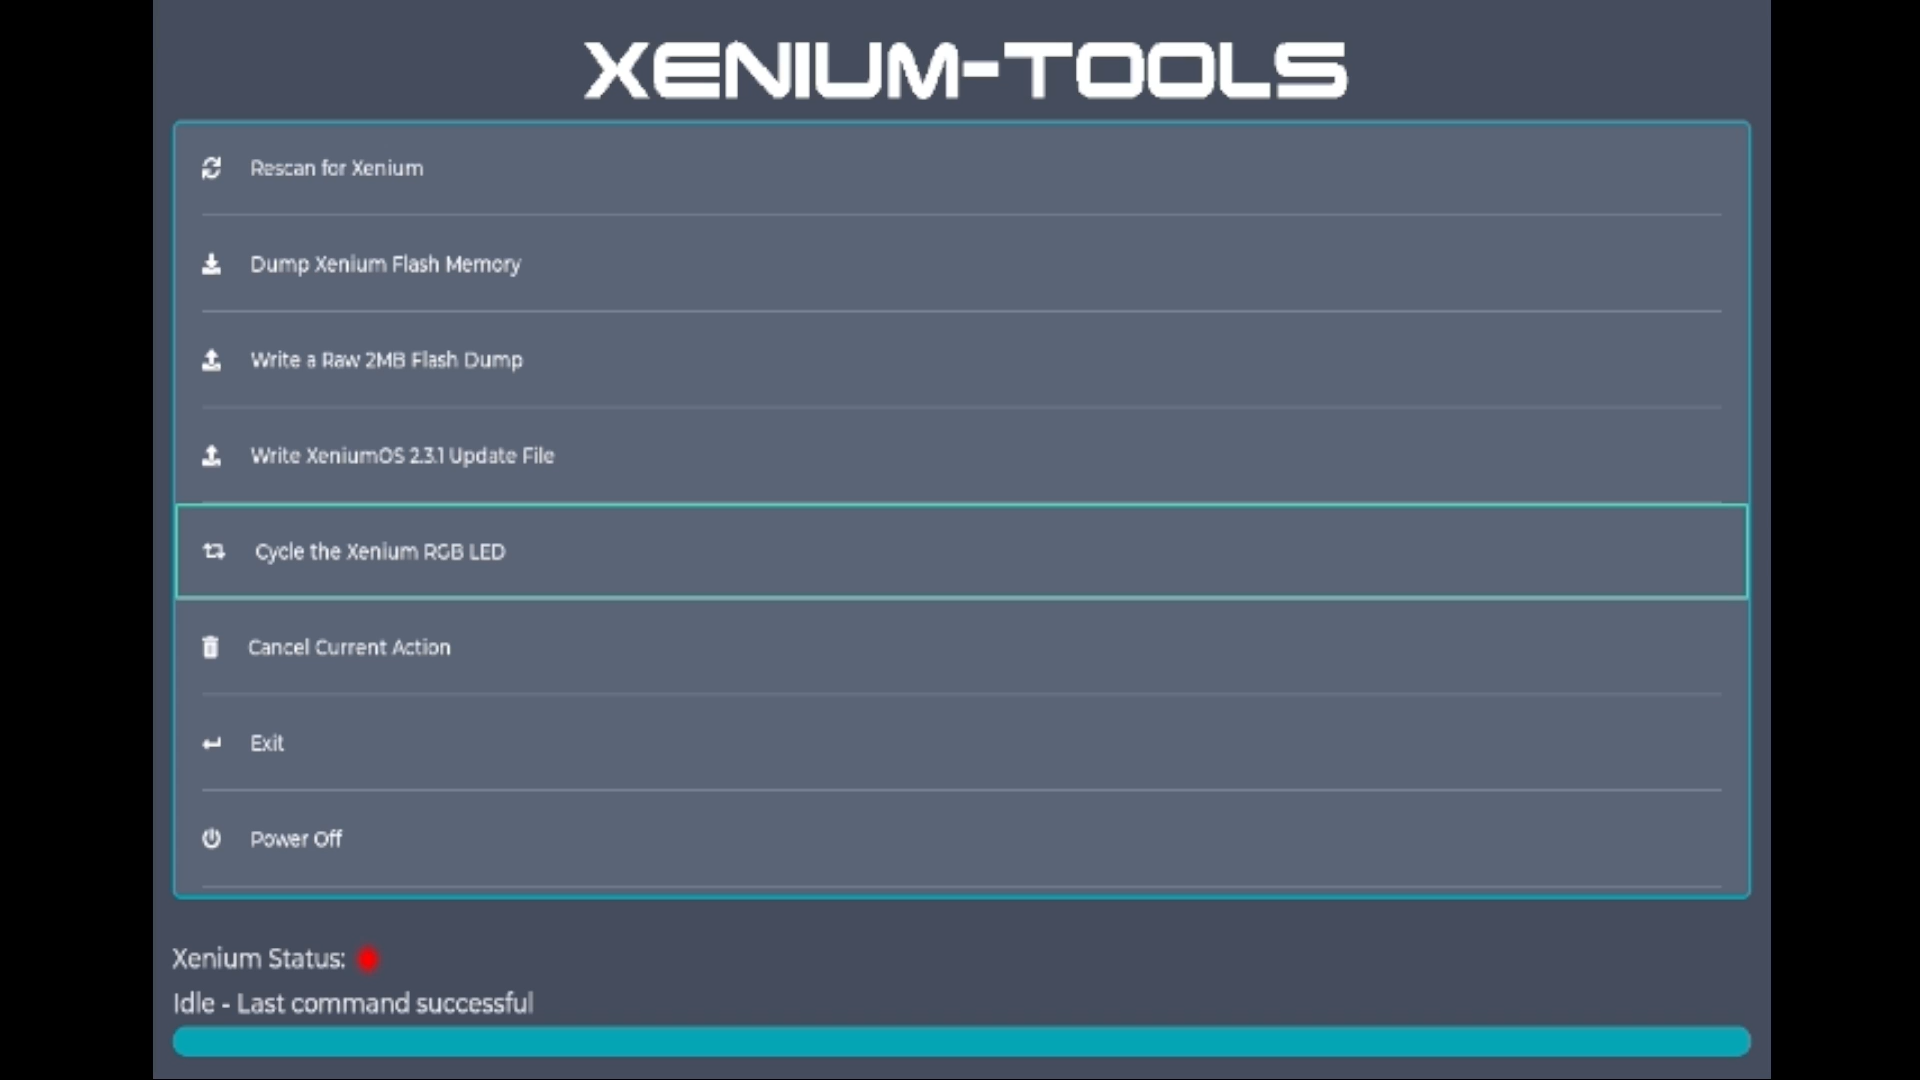 XENIUM-TOOLS
Rescan for Xenium
Dump Xenium Flash Memory
Write a Raw 2MB Flash Dump
Write XeniumOS 2.3.1 Update File
Cycle the Xenium RGB LED
Cancel Current Action
Exit
Power Off
Xenium Status:
Idle - Last command successful